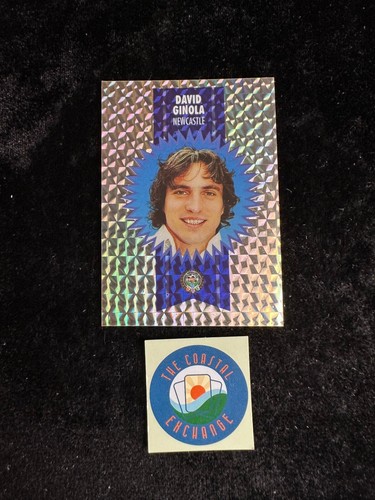 DAVID
GINOLA
NEWCASTLE
THE COASTAL
EXCHANGE